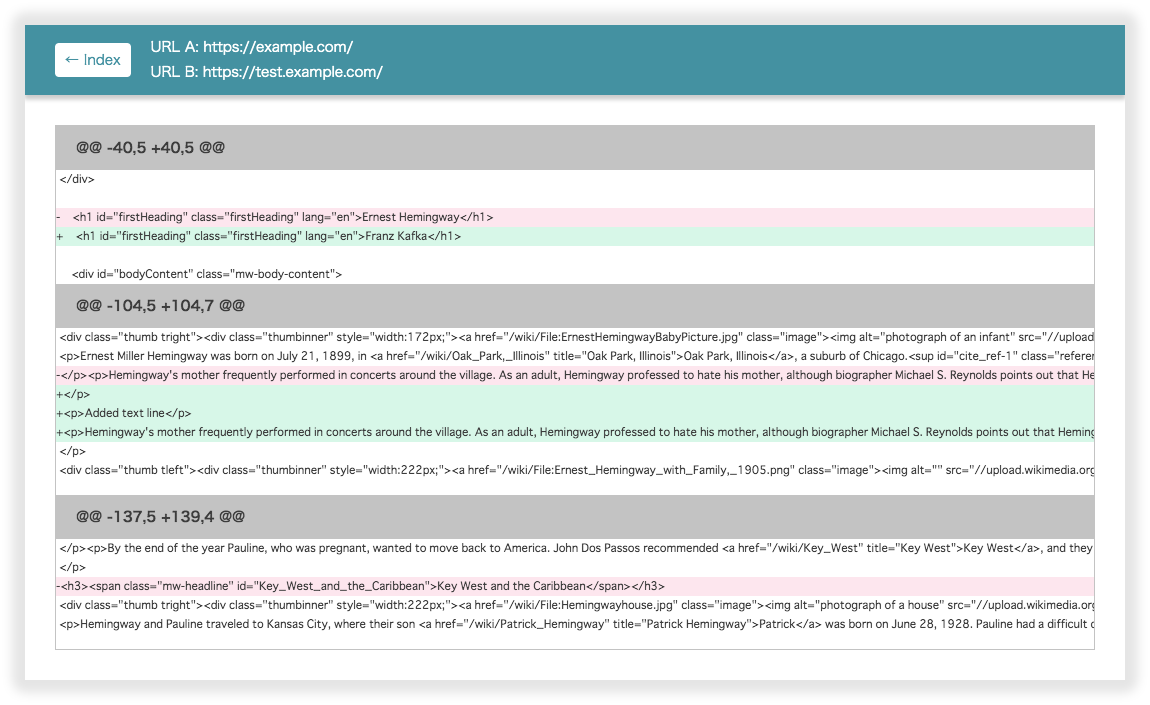 ← Index
URL A: https://example.com/
URL B: https://test.example.com/
@@ -40,5 +40,5 @@
</div>
-    <h1 id="firstHeading" class="firstHeading" lang="en">Ernest Hemingway</h1>
+    <h1 id="firstHeading" class="firstHeading" lang="en">Franz Kafka</h1>
<div id="bodyContent" class="mw-body-content">
@@ -104,5 +104,7 @@
<div class="thumb tright"><div class="thumbinner" style="width:172px;"><a href="/wiki/File:ErnestHemingwayBabyPicture.jpg" class="image"><img alt="photograph of an infant" src="//upload
<p>Ernest Miller Hemingway was born on July 21, 1899, in <a href="/wiki/Oak_Park,_Illinois" title="Oak Park, Illinois">Oak Park, Illinois</a>, a suburb of Chicago.<sup id="cite_ref-1" class="referer
-</p><p>Hemingway's mother frequently performed in concerts around the village. As an adult, Hemingway professed to hate his mother, although biographer Michael S. Reynolds points out that He
+</p>
+<p>Added text line</p>
+<p>Hemingway's mother frequently performed in concerts around the village. As an adult, Hemingway professed to hate his mother, although biographer Michael S. Reynolds points out that Heming
</p>
<div class="thumb tleft"><div class="thumbinner" style="width:222px;"><a href="/wiki/File:Ernest_Hemingway_with_Family,_1905.png" class="image"><img alt="" src="//upload.wikimedia.org
@@ -137,5 +139,4 @@
</p><p>By the end of the year Pauline, who was pregnant, wanted to move back to America. John Dos Passos recommended <a href="/wiki/Key_West" title="Key West">Key West</a>, and they
</p>
-<h3><span class="mw-headline" id="Key_West_and_the_Caribbean">Key West and the Caribbean</span></h3>
<div class="thumb tright"><div class="thumbinner" style="width:222px;"><a href="/wiki/File:Hemingwayhouse.jpg" class="image"><img alt="photograph of a house" src="//upload.wikimedia.org
<p>Hemingway and Pauline traveled to Kansas City, where their son <a href="/wiki/Patrick_Hemingway" title="Patrick Hemingway">Patrick</a> was born on June 28, 1928. Pauline had a difficult